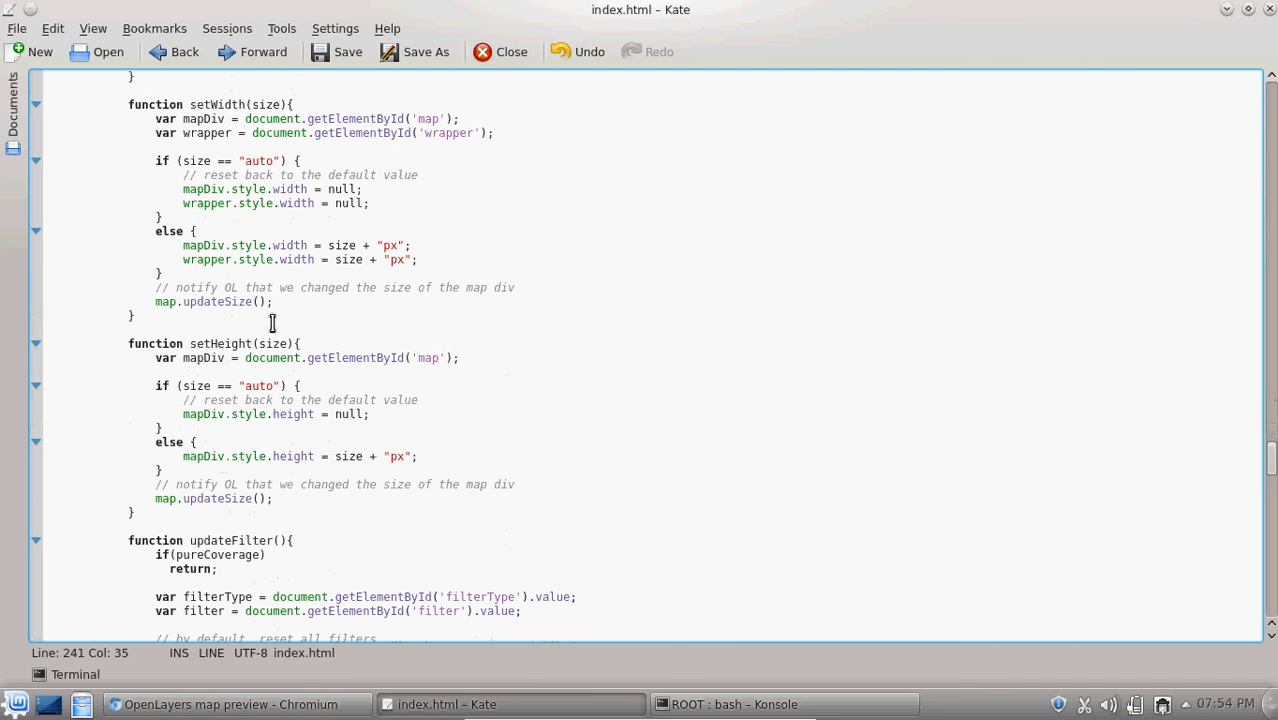 index.html – Kate
File Edit View Bookmarks Sessions Tools Settings Help
New Open Back Forward Save Save As Close Undo Redo
Documents
}
function setWidth(size){
var mapDiv = document.getElementById('map');
var wrapper = document.getElementById('wrapper');
if (size == "auto") {
// reset back to the default value
mapDiv.style.width = null;
wrapper.style.width = null;
}
else {
mapDiv.style.width = size + "px";
wrapper.style.width = size + "px";
}
// notify OL that we changed the size of the map div
map.updateSize();
}
function setHeight(size){
var mapDiv = document.getElementById('map');
if (size == "auto") {
// reset back to the default value
mapDiv.style.height = null;
}
else {
mapDiv.style.height = size + "px";
}
// notify OL that we changed the size of the map div
map.updateSize();
}
function updateFilter(){
if(pureCoverage)
return;
var filterType = document.getElementById('filterType').value;
var filter = document.getElementById('filter').value;
// by default, reset all filters
Line: 241 Col: 35 INS LINE UTF-8 index.html
Terminal
OpenLayers map preview - Chromium index.html – Kate ROOT : bash – Konsole 07:54 PM